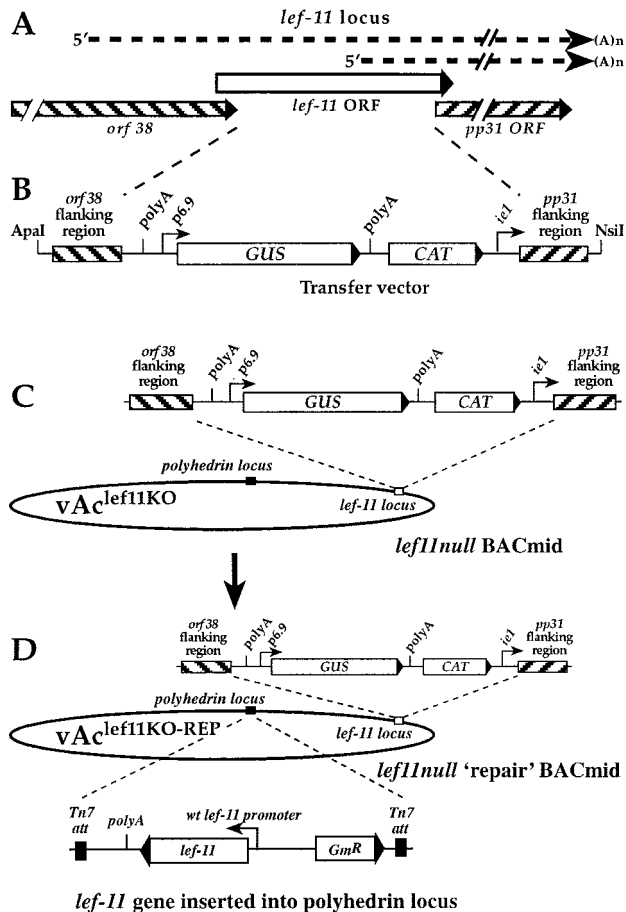 A
lef-11 locus
5' (A)n
5' (A)n
lef-11 ORF
orf 38 pp31 ORF
B
orf38 flanking region
polyA
p6.9
ie1
pp31 flanking region
ApaI
GUS
polyA
CAT
NsiI
Transfer vector
C
orf38 flanking region
polyA
p6.9
GUS
polyA
CAT
ie1
pp31 flanking region
polyhedrin locus
vAclef11KO
lef-11 locus
lef11null BACmid
D
orf38 flanking region
polyA
p6.9
GUS
polyA
CAT
ie1
pp31 flanking region
polyhedrin locus
vAclef11KO-REP
lef-11 locus
lef11null 'repair' BACmid
Tn7 att
polyA
wt lef-11 promoter
Tn7 att
lef-11
GmR
lef-11 gene inserted into polyhedrin locus